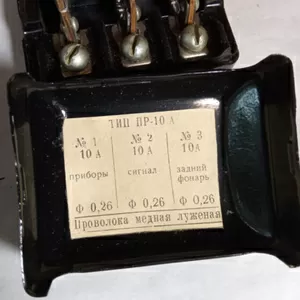 ТИП ПР-10 А
№ 1 № 2 № 3
10 А 10 А 10А
приборы сигнал задний
фонарь
Ф 0,26 Ф 0,26 Ф 0,26
Проволока медная луженая